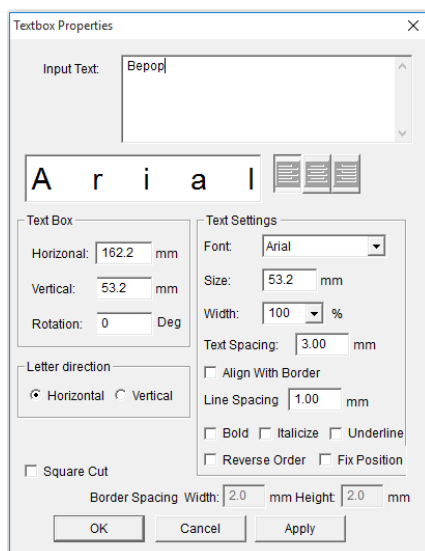 Textbox Properties
Input Text: Bepop
A r i a l
Text Box
Horizonal: 162.2 mm
Vertical: 53.2 mm
Rotation: 0 Deg
Letter direction
Horizontal Vertical
Text Settings
Font: Arial
Size: 53.2 mm
Width: 100 %
Text Spacing: 3.00 mm
Align With Border
Line Spacing 1.00 mm
Bold Italicize Underline
Reverse Order Fix Position
Square Cut
Border Spacing Width: 2.0 mm Height: 2.0 mm
OK Cancel Apply